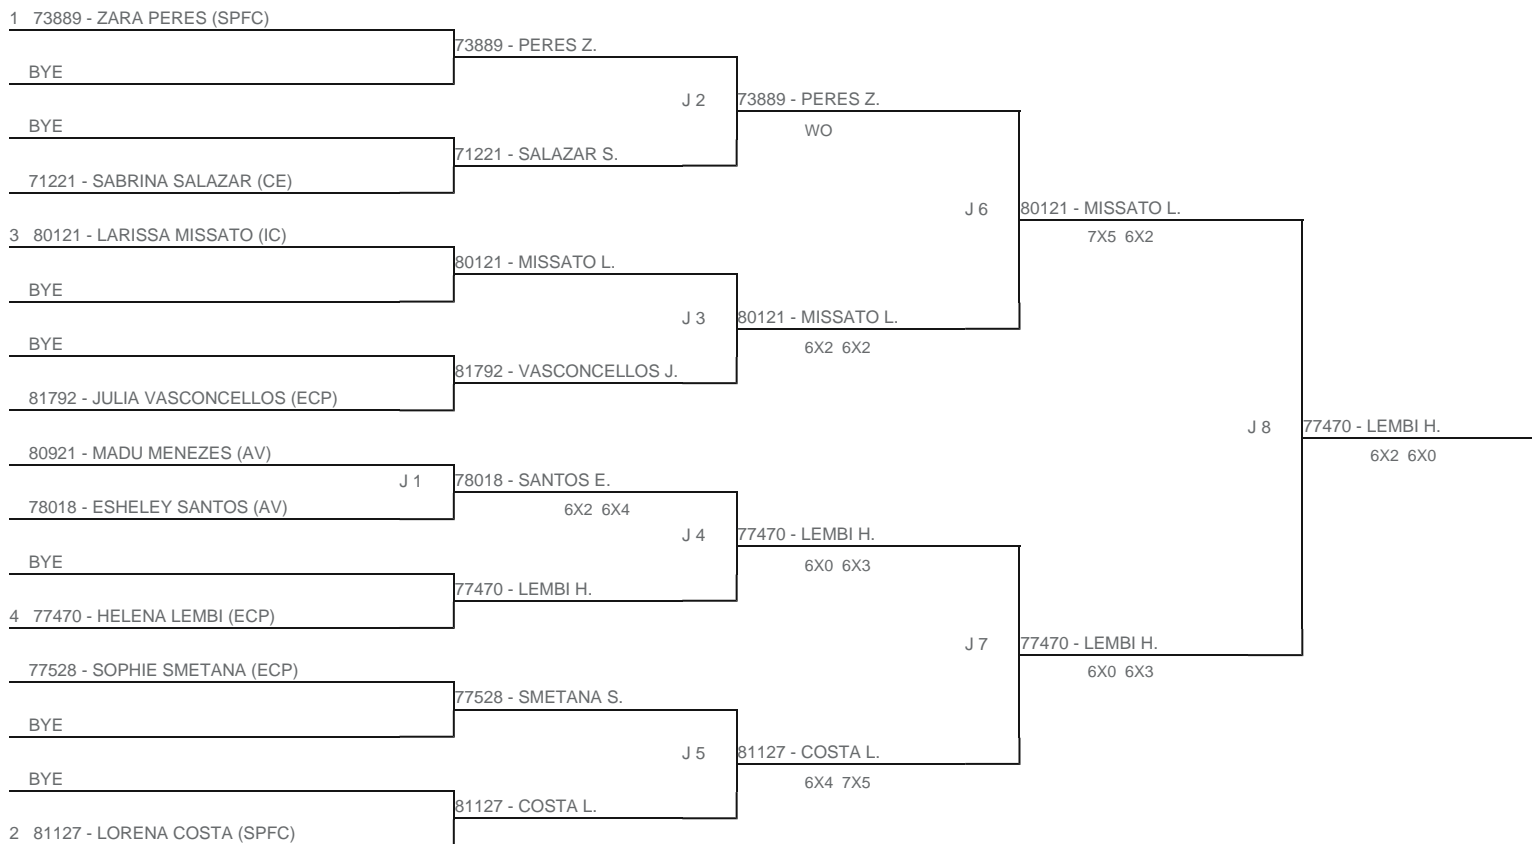 1 73889 - ZARA PERES (SPFC)
73889 - PERES Z.
BYE
J 2
73889 - PERES Z.
WO
BYE
71221 - SALAZAR S.
71221 - SABRINA SALAZAR (CE)
J 6
80121 - MISSATO L.
7X5 6X2
3 80121 - LARISSA MISSATO (IC)
80121 - MISSATO L.
BYE
J 3
80121 - MISSATO L.
6X2 6X2
BYE
81792 - VASCONCELLOS J.
81792 - JULIA VASCONCELLOS (ECP)
J 8
77470 - LEMBI H.
6X2 6X0
80921 - MADU MENEZES (AV)
J 1
78018 - SANTOS E.
6X2 6X4
78018 - ESHELEY SANTOS (AV)
J 4
77470 - LEMBI H.
6X0 6X3
BYE
77470 - LEMBI H.
4 77470 - HELENA LEMBI (ECP)
J 7
77470 - LEMBI H.
6X0 6X3
77528 - SOPHIE SMETANA (ECP)
77528 - SMETANA S.
BYE
J 5
81127 - COSTA L.
6X4 7X5
BYE
81127 - COSTA L.
2 81127 - LORENA COSTA (SPFC)